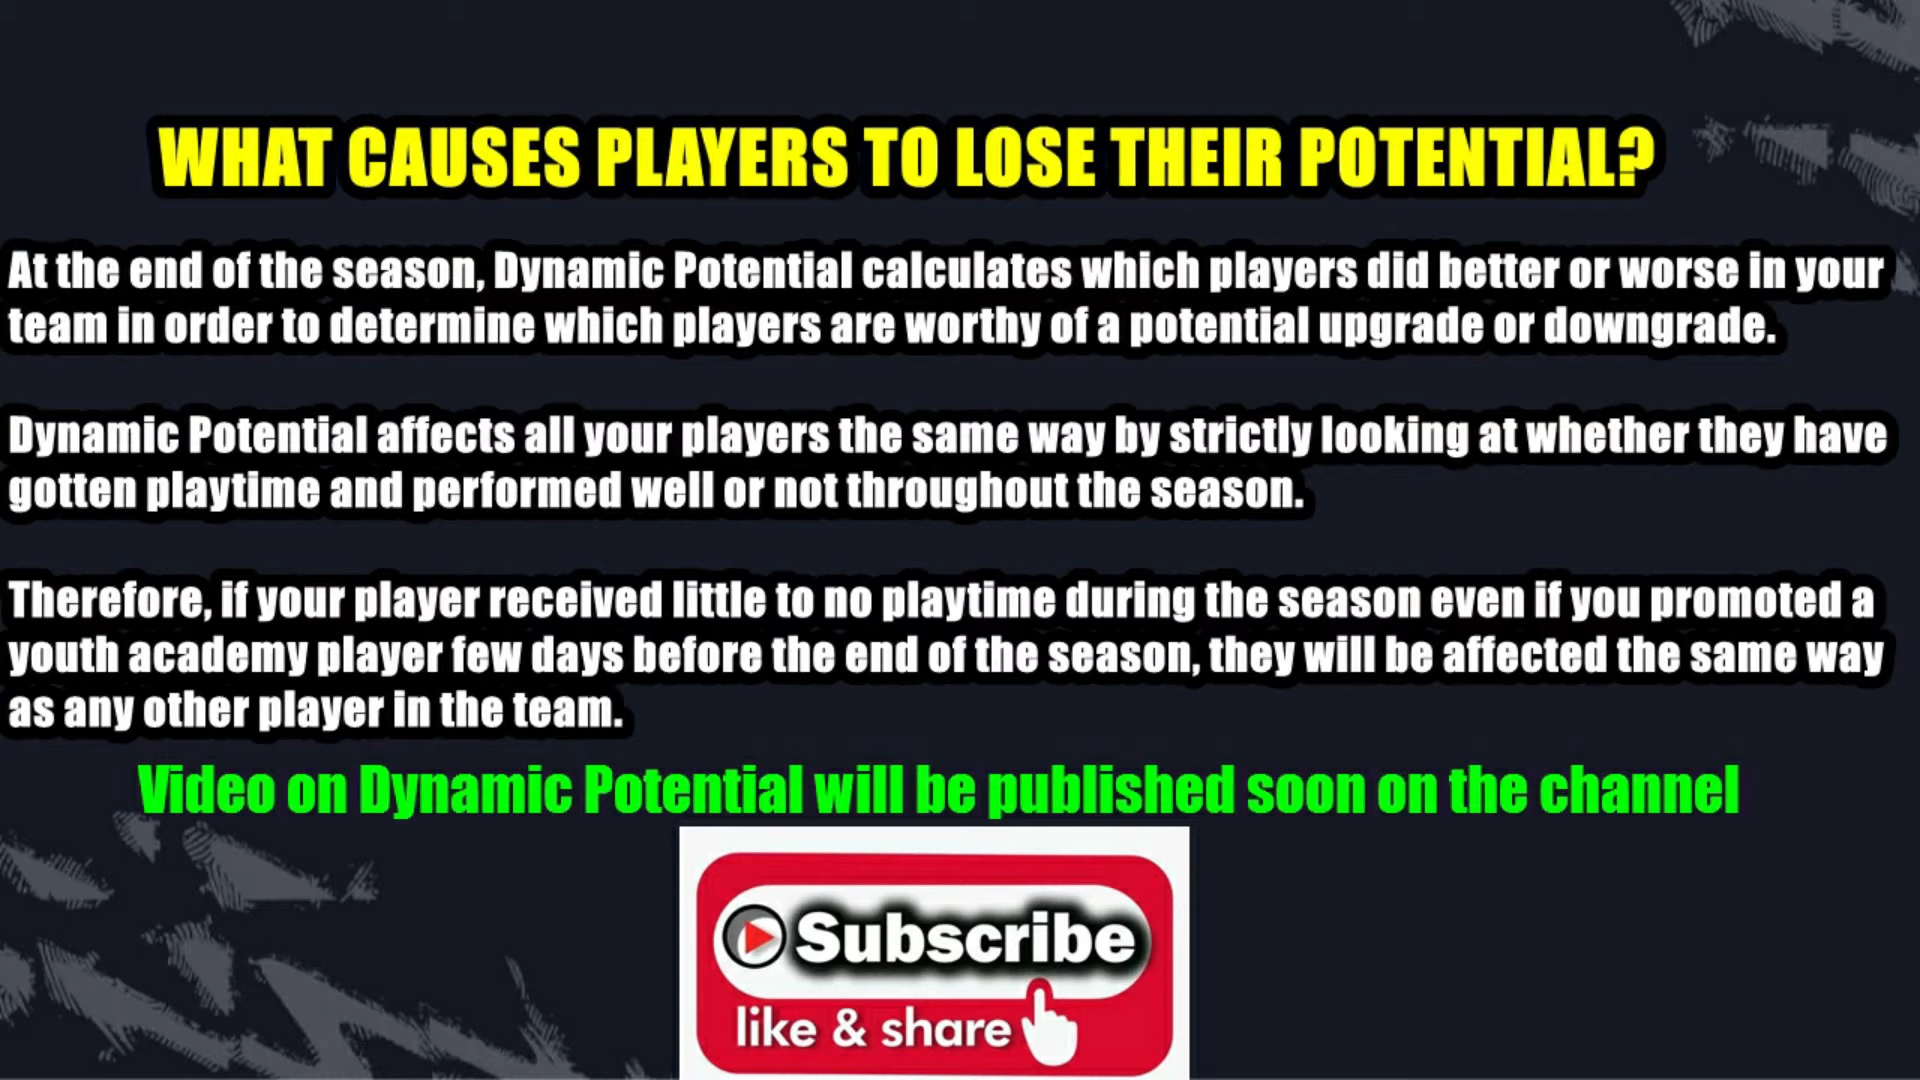 WHAT CAUSES PLAYERS TO LOSE THEIR POTENTIAL?
At the end of the season, Dynamic Potential calculates which players did better or worse in your
team in order to determine which players are worthy of a potential upgrade or downgrade.
Dynamic Potential affects all your players the same way by strictly looking at whether they have
gotten playtime and performed well or not throughout the season.
Therefore, if your player received little to no playtime during the season even if you promoted a
youth academy player few days before the end of the season, they will be affected the same way
as any other player in the team.
Video on Dynamic Potential will be published soon on the channel
Subscribe
like & share